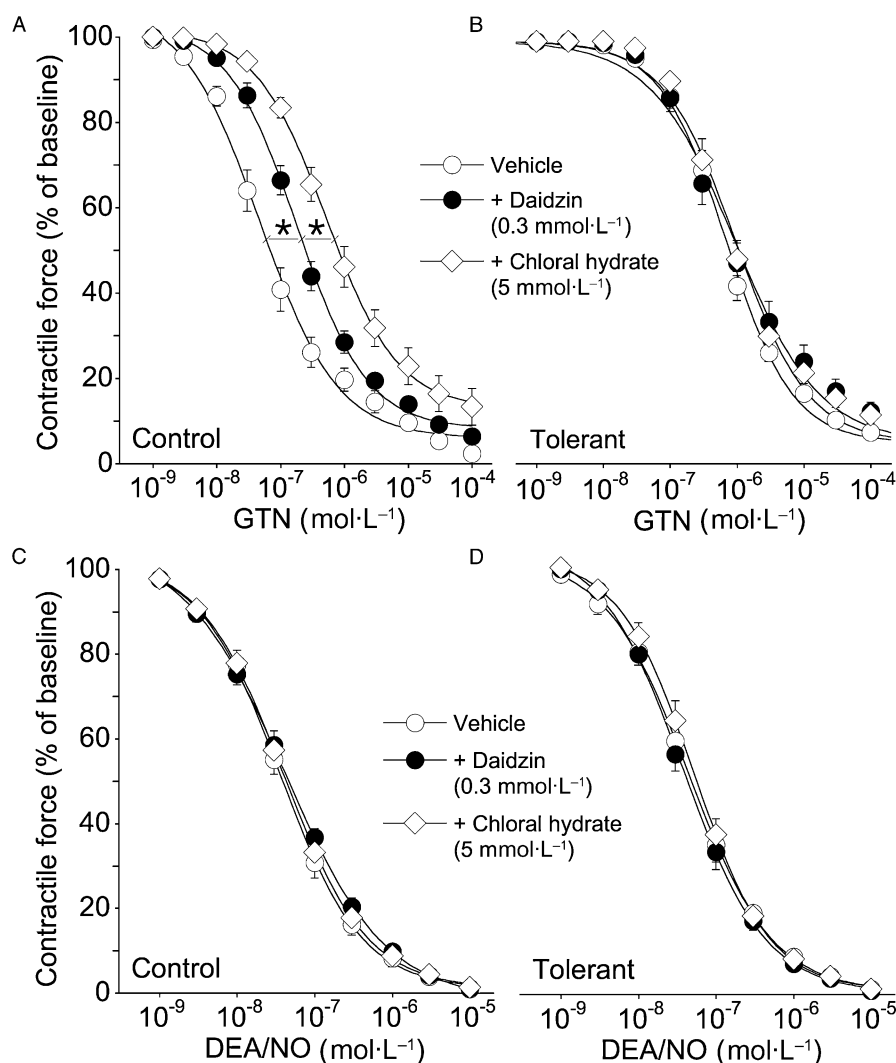 A
B
Contractile force (% of baseline)
100
80
60
40
20
0
* *
Vehicle
+ Daidzin
(0.3 mmol·L⁻¹)
+ Chloral hydrate
(5 mmol·L⁻¹)
Control
Tolerant
10⁻⁹ 10⁻⁸ 10⁻⁷ 10⁻⁶ 10⁻⁵ 10⁻⁴
10⁻⁹ 10⁻⁸ 10⁻⁷ 10⁻⁶ 10⁻⁵ 10⁻⁴
GTN (mol·L⁻¹)
GTN (mol·L⁻¹)
C
D
Contractile force (% of baseline)
100
80
60
40
20
0
Vehicle
+ Daidzin
(0.3 mmol·L⁻¹)
+ Chloral hydrate
(5 mmol·L⁻¹)
Control
Tolerant
10⁻⁹ 10⁻⁸ 10⁻⁷ 10⁻⁶ 10⁻⁵
10⁻⁹ 10⁻⁸ 10⁻⁷ 10⁻⁶ 10⁻⁵
DEA/NO (mol·L⁻¹)
DEA/NO (mol·L⁻¹)